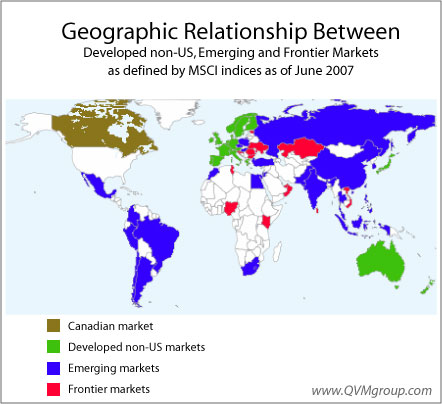 Geographic Relationship Between
Developed non-US, Emerging and Frontier Markets
as defined by MSCI indices as of June 2007
Canadian market
Developed non-US markets
Emerging markets
Frontier markets
www.QVMgroup.com